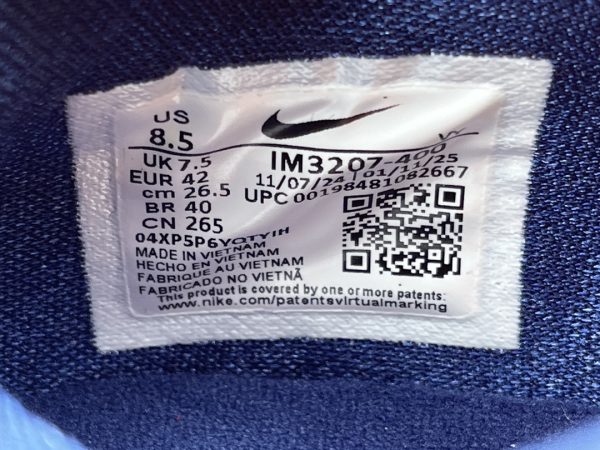 US
8.5
UK 7.5
EUR 42
cm 26.5
BR 40
CN 265
W
IM3207-400
11/07/24 | 01/11/25
UPC 00198481082667
04XP5P6YQTYIH
MADE IN VIETNAM
HECHO EN VIETNAM
FABRIQUE AU VIETNAM
FABRICADO NO VIETNÃ
This product is covered by one or more patents:
www.nike.com/patentsvirtualmarking